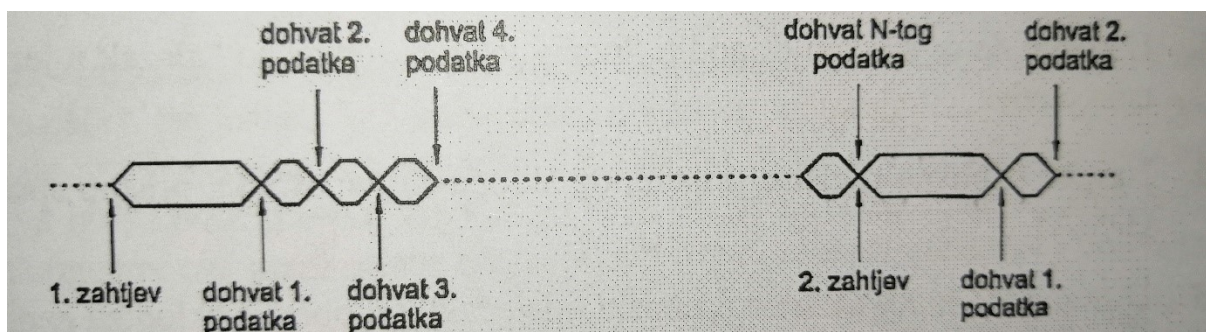 dohvat 2.
podatka
dohvat 4.
podatka
dohvat N-tog
podatka
dohvat 2.
podatka
1. zahtjev
dohvat 1.
podatka
dohvat 3.
podatka
2. zahtjev
dohvat 1.
podatka